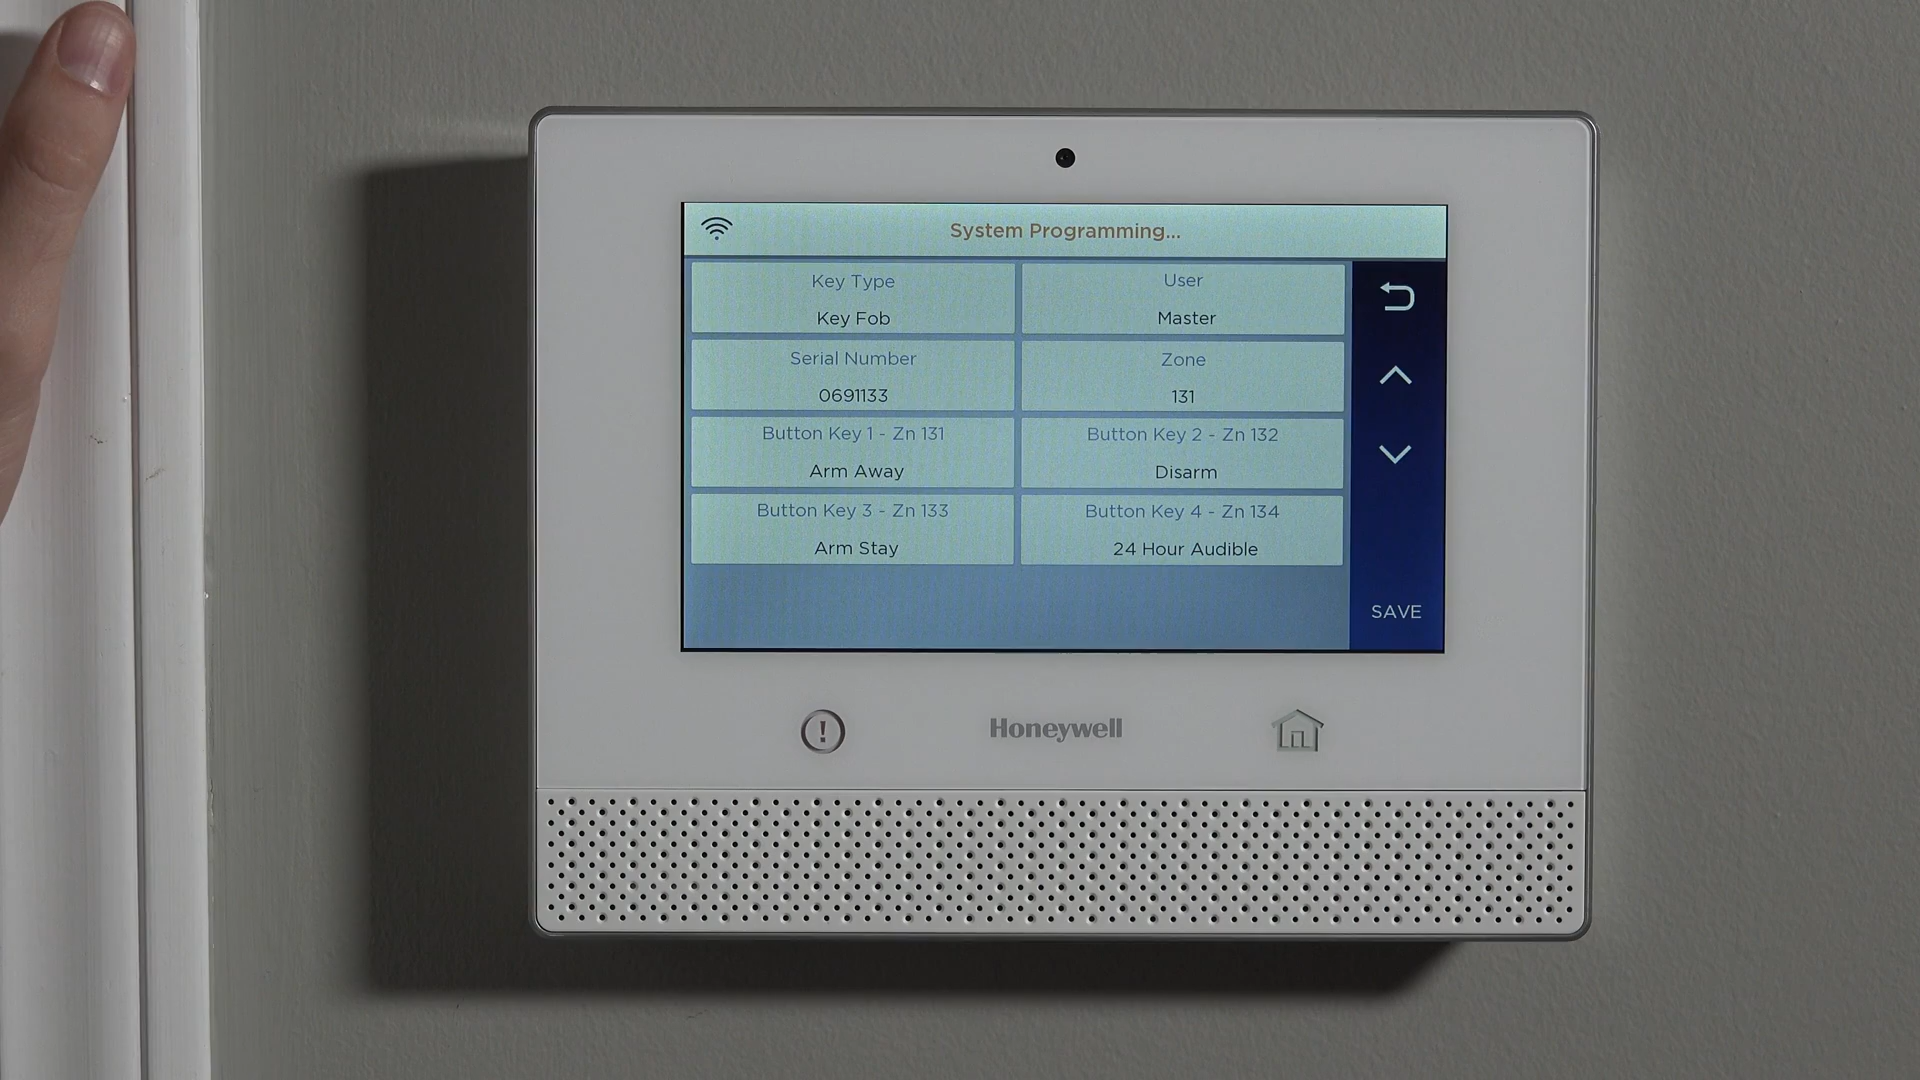 System Programming...
Key Type
Key Fob
User
Master
Serial Number
0691133
Zone
131
Button Key 1 - Zn 131
Arm Away
Button Key 2 - Zn 132
Disarm
Button Key 3 - Zn 133
Arm Stay
Button Key 4 - Zn 134
24 Hour Audible
SAVE
Honeywell